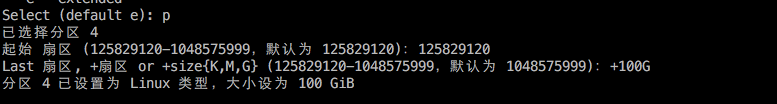 e   extended
Select (default e): p
已选择分区 4
起始 扇区 (125829120-1048575999，默认为 125829120)：125829120
Last 扇区, +扇区 or +size{K,M,G} (125829120-1048575999，默认为 1048575999)：+100G
分区 4 已设置为 Linux 类型，大小设为 100 GiB